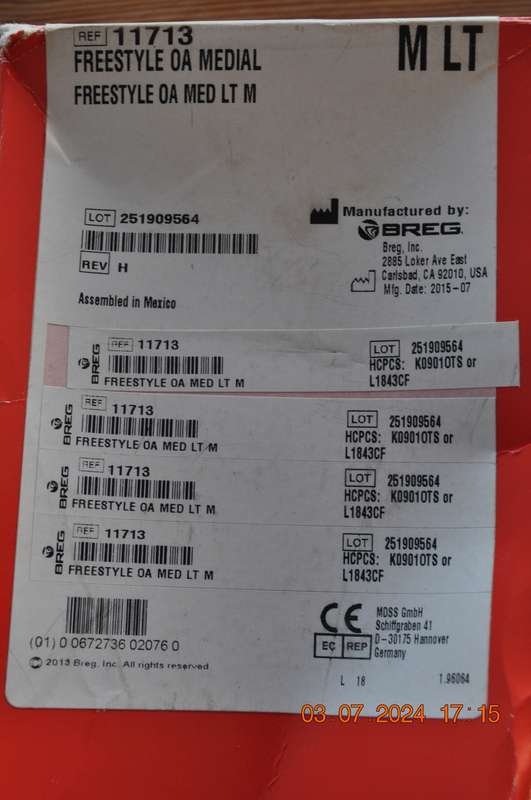 REF 11713
FREESTYLE OA MEDIAL
M LT
FREESTYLE OA MED LT M
LOT 251909564
REV H
Assembled in Mexico
Manufactured by:
BREG.
Breg, Inc.
2885 Loker Ave East
Carlsbad, CA 92010, USA
Mfg. Date: 2015-07
BREG
REF 11713
FREESTYLE OA MED LT M
LOT 251909564
HCPCS: K0901OTS or
L1843CF
BREG
REF 11713
FREESTYLE OA MED LT M
LOT 251909564
HCPCS: K0901OTS or
L1843CF
BREG
REF 11713
FREESTYLE OA MED LT M
LOT 251909564
HCPCS: K0901OTS or
L1843CF
BREG
REF 11713
FREESTYLE OA MED LT M
LOT 251909564
HCPCS: K0901OTS or
L1843CF
(01) 0 0672736 02076 0
2013 Breg, Inc. All rights reserved
CE
EC REP
MDSS GmbH
Schiffgraben 41
D-30175 Hannover
Germany
L 18
1.96064
03.07.2024 17:15